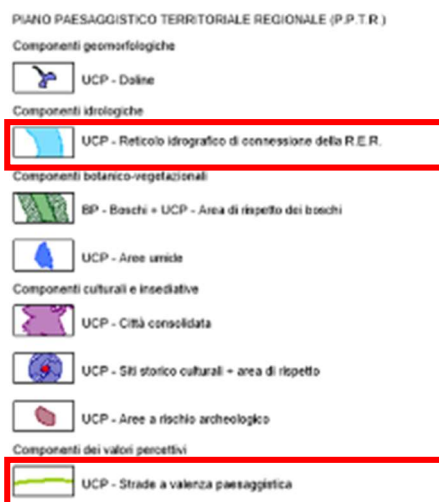 PIANO PAESAGGISTICO TERRITORIALE REGIONALE (P.P.T.R.)
Componenti geomorfologiche
UCP - Doline
Componenti idrologiche
UCP - Reticolo idrografico di connessione della R.E.R.
Componenti botanico-vegetazionali
BP - Boschi + UCP - Area di rispetto dei boschi
UCP - Aree umide
Componenti culturali e insediative
UCP - Città consolidata
UCP - Siti storico culturali + area di rispetto
UCP - Aree a rischio archeologico
Componenti dei valori percettivi
UCP - Strade a valenza paesaggistica